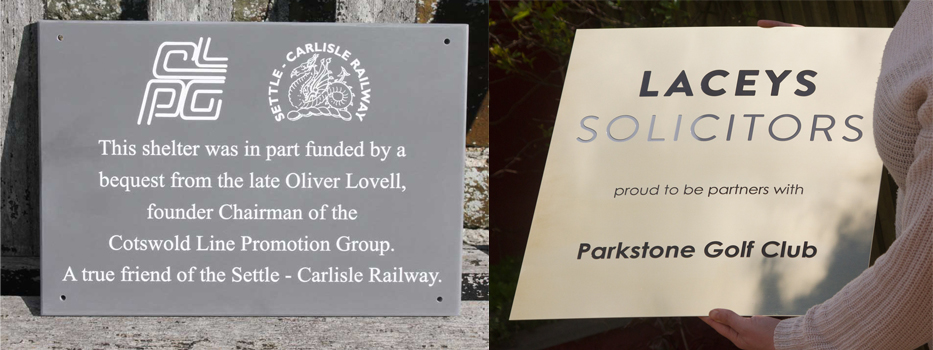 CLPG
SETTLE - CARLISLE RAILWAY
This shelter was in part funded by a
bequest from the late Oliver Lovell,
founder Chairman of the
Cotswold Line Promotion Group.
A true friend of the Settle - Carlisle Railway.
LACEYS
SOLICITORS
proud to be partners with
Parkstone Golf Club